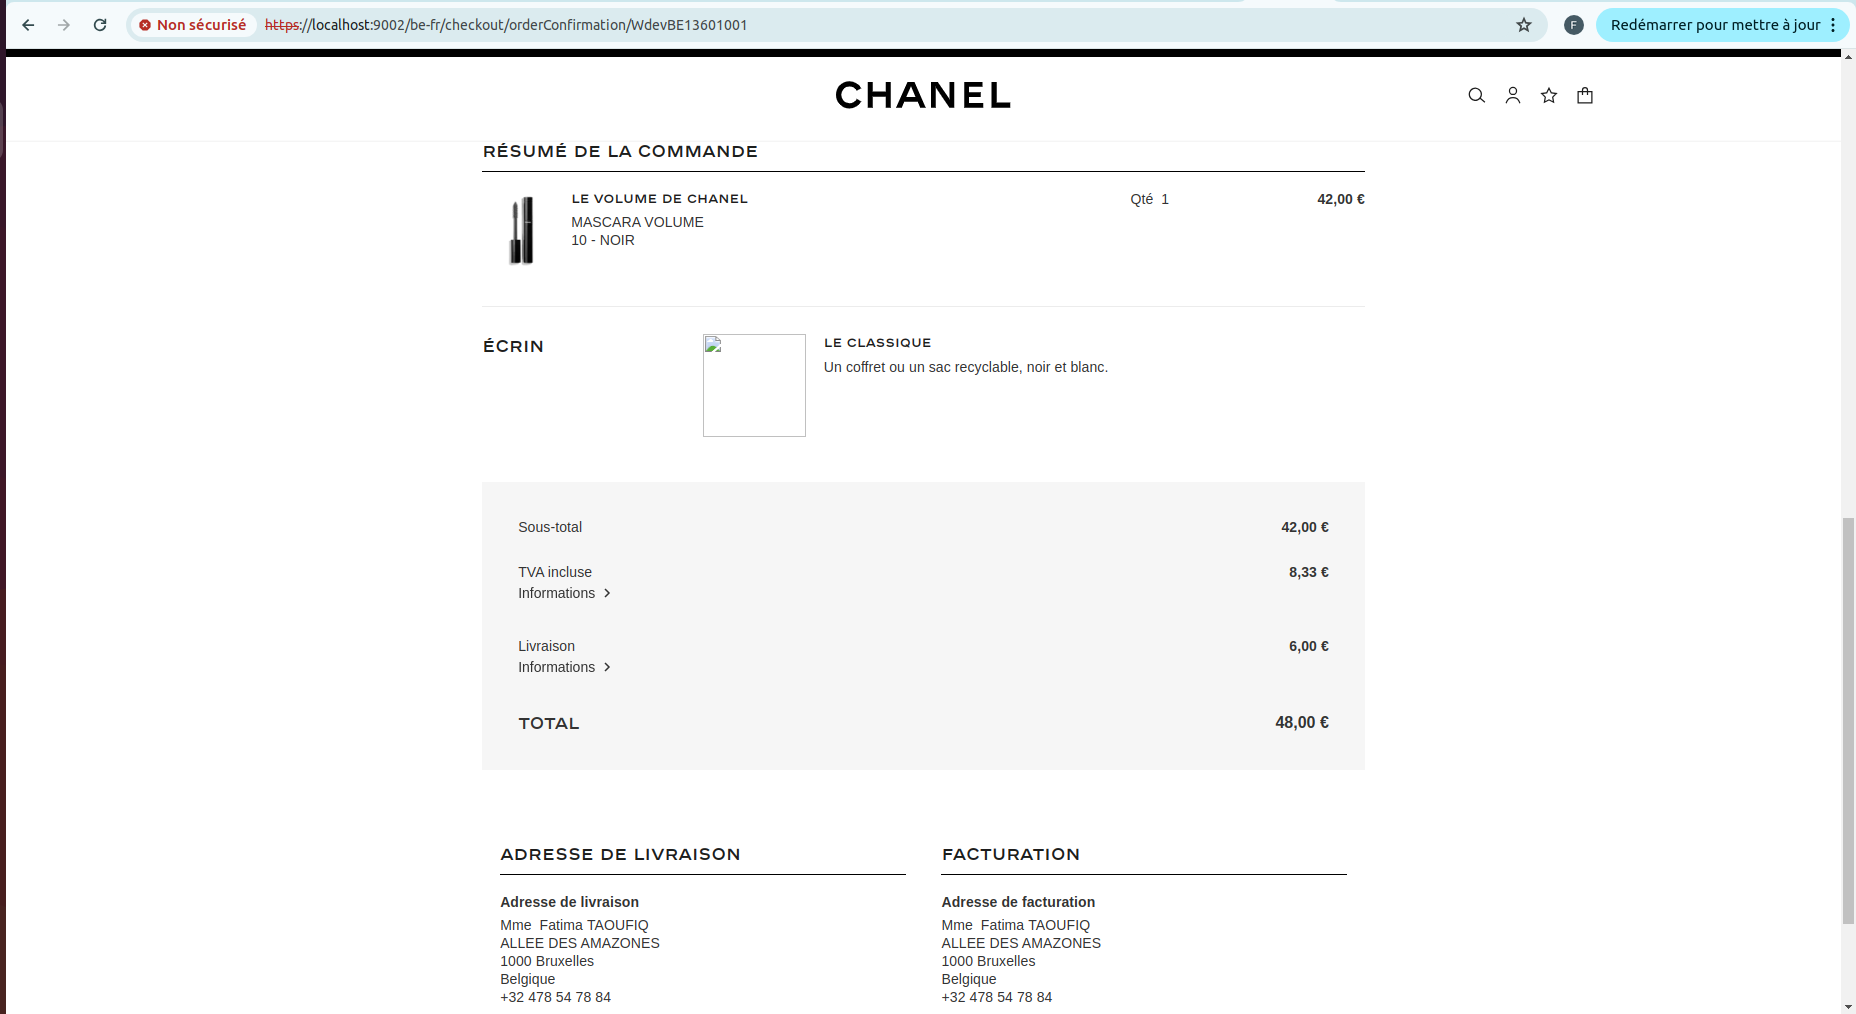 Non sécurisé https://localhost:9002/be-fr/checkout/orderConfirmation/WdevBE13601001 F Redémarrer pour mettre à jour
CHANEL
RÉSUMÉ DE LA COMMANDE
LE VOLUME DE CHANEL Qté 1 42,00 €
MASCARA VOLUME
10 - NOIR
ÉCRIN
LE CLASSIQUE
Un coffret ou un sac recyclable, noir et blanc.
Sous-total 42,00 €
TVA incluse 8,33 €
Informations
Livraison 6,00 €
Informations
TOTAL 48,00 €
ADRESSE DE LIVRAISON
Adresse de livraison
Mme Fatima TAOUFIQ
ALLEE DES AMAZONES
1000 Bruxelles
Belgique
+32 478 54 78 84
FACTURATION
Adresse de facturation
Mme Fatima TAOUFIQ
ALLEE DES AMAZONES
1000 Bruxelles
Belgique
+32 478 54 78 84